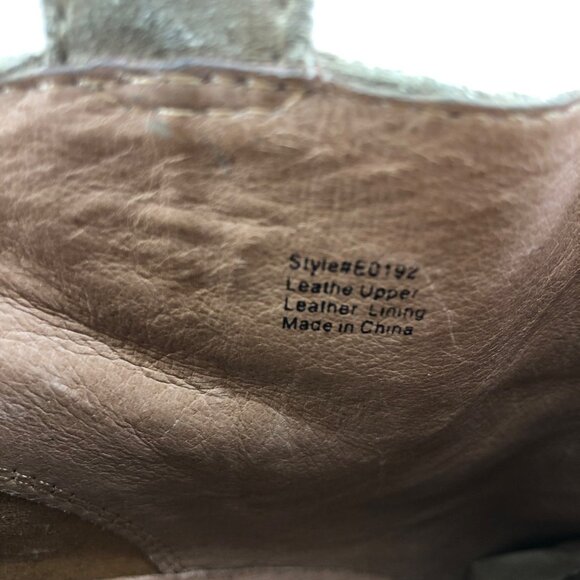 Style#E0192
Leathe Upper
Leather Lining
Made in China